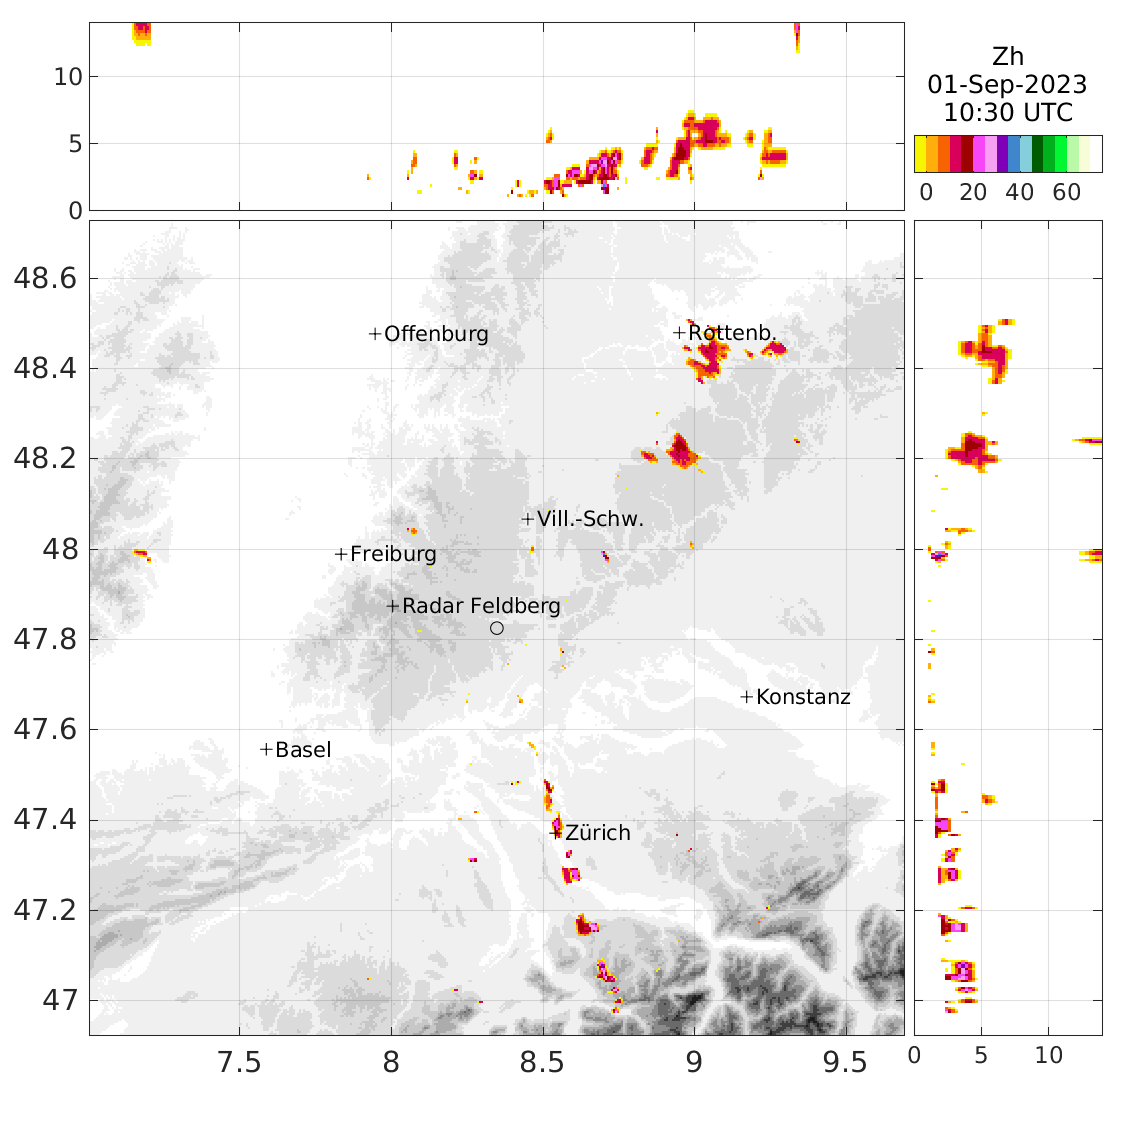 10
5
0
Zh
01-Sep-2023
10:30 UTC
0 20 40 60
48.6
48.4
48.2
48
47.8
47.6
47.4
47.2
47
Offenburg
Rottenb.
Vill.-Schw.
Freiburg
Radar Feldberg
Konstanz
Basel
Zürich
7.5 8 8.5 9 9.5
0 5 10